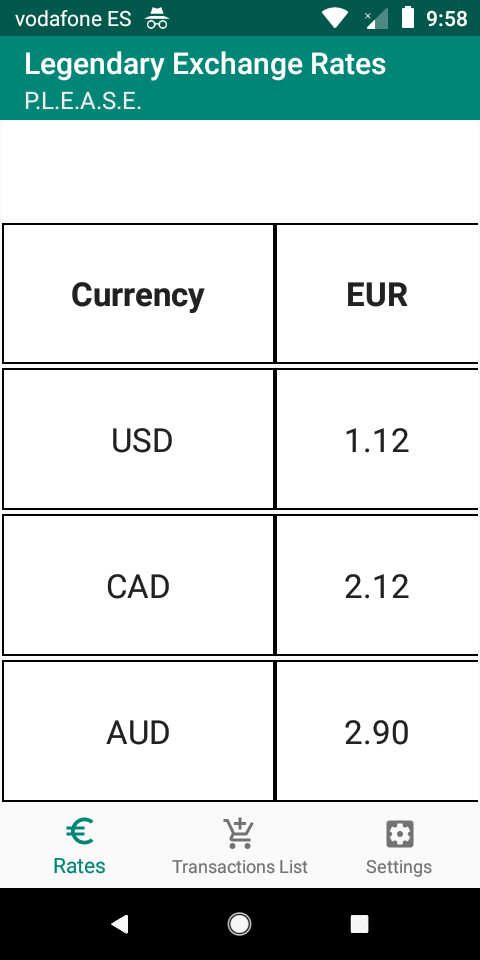 vodafone ES 9:58
Legendary Exchange Rates
P.L.E.A.S.E.
Currency EUR
USD 1.12
CAD 2.12
AUD 2.90
Rates Transactions List Settings